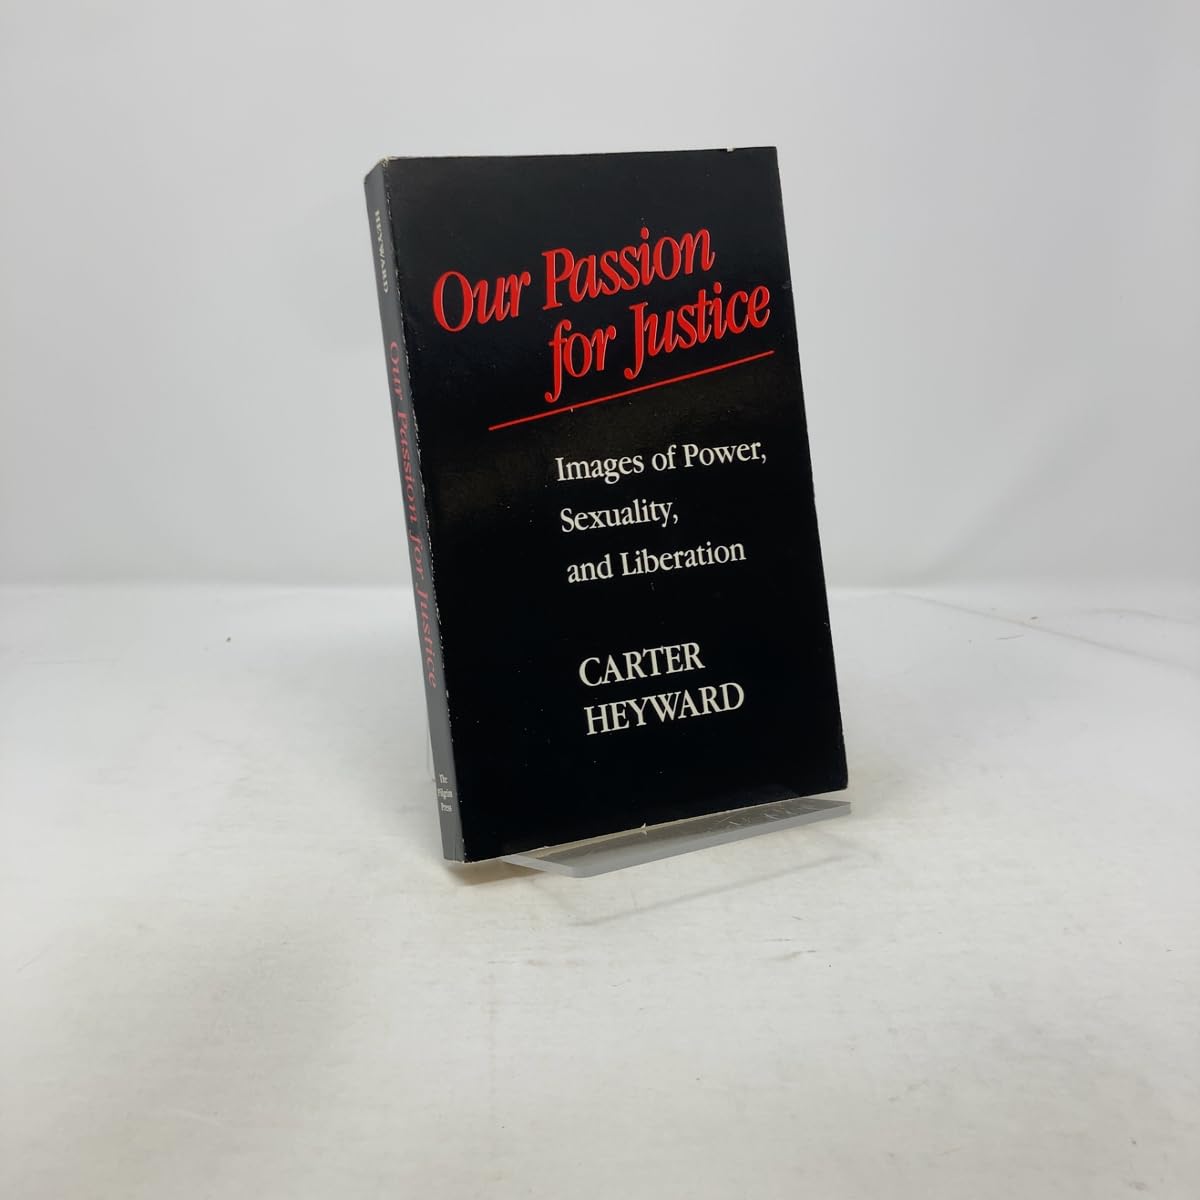 HEYWARD
Our Passion for Justice
The
Pilgrim
Press
Our Passion
for Justice
Images of Power,
Sexuality,
and Liberation
CARTER
HEYWARD